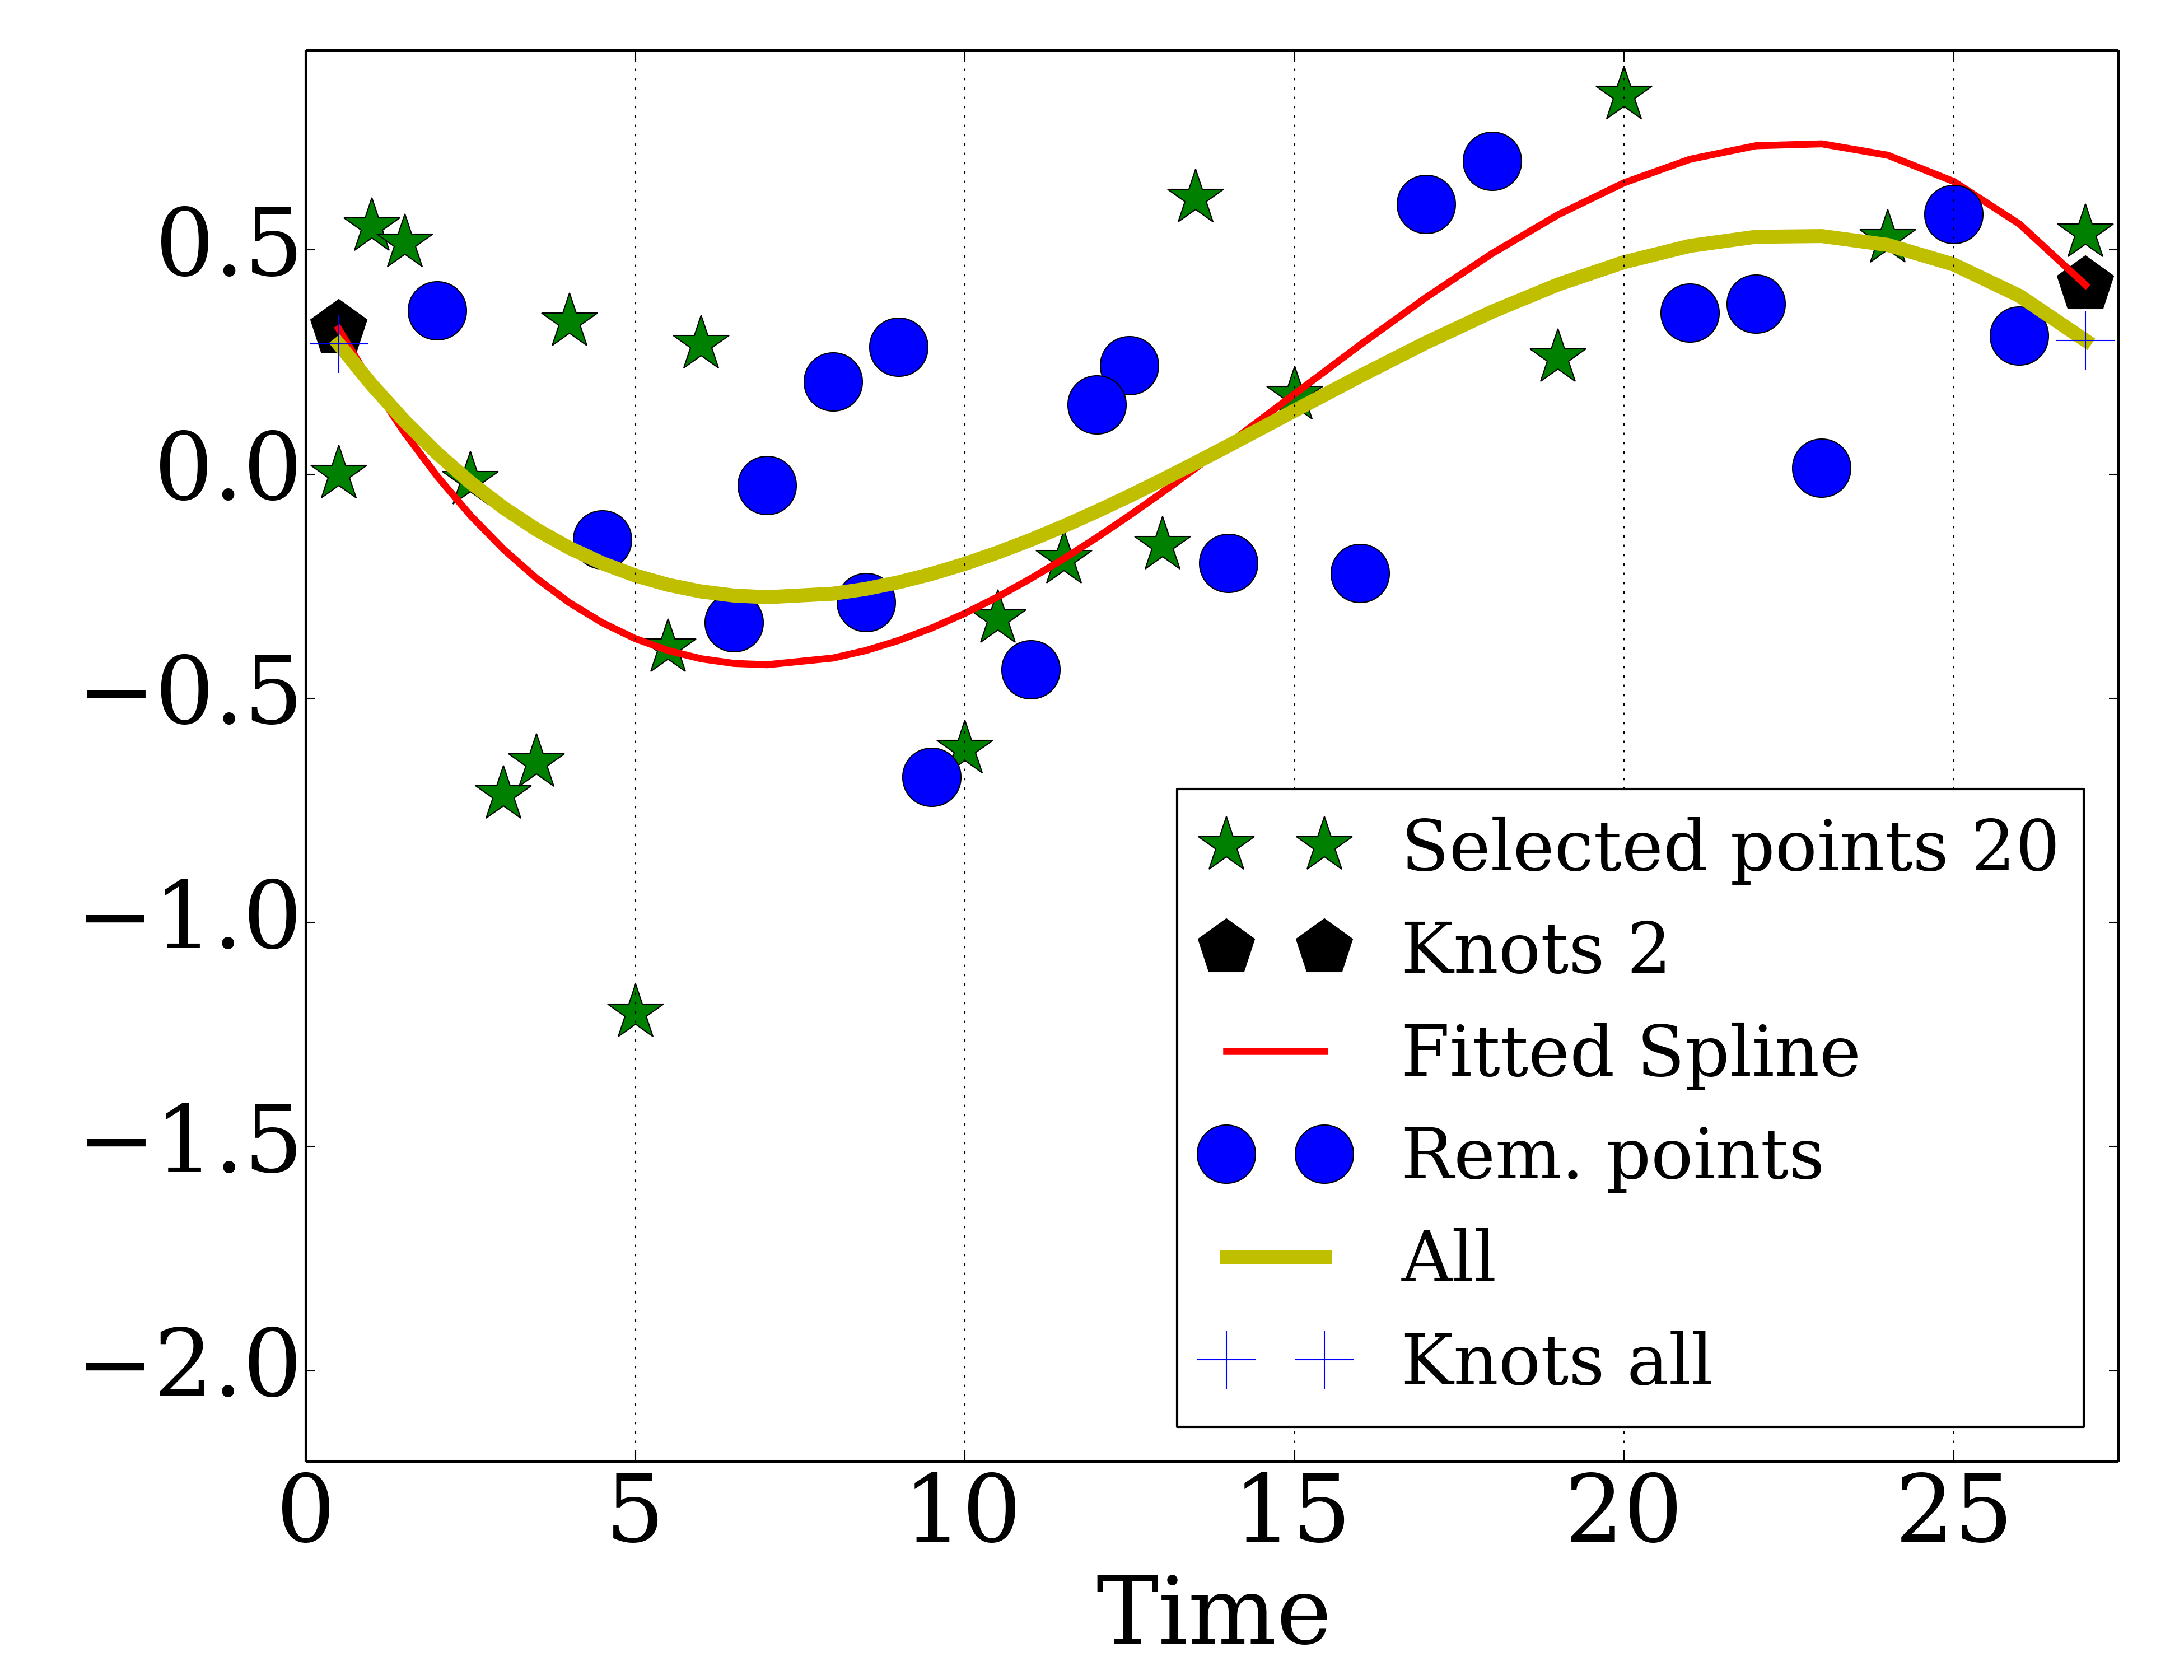 0.5
0.0
−0.5
−1.0
−1.5
−2.0
Selected points 20
Knots 2
Fitted Spline
Rem. points
All
Knots all
0 5 10 15 20 25
Time